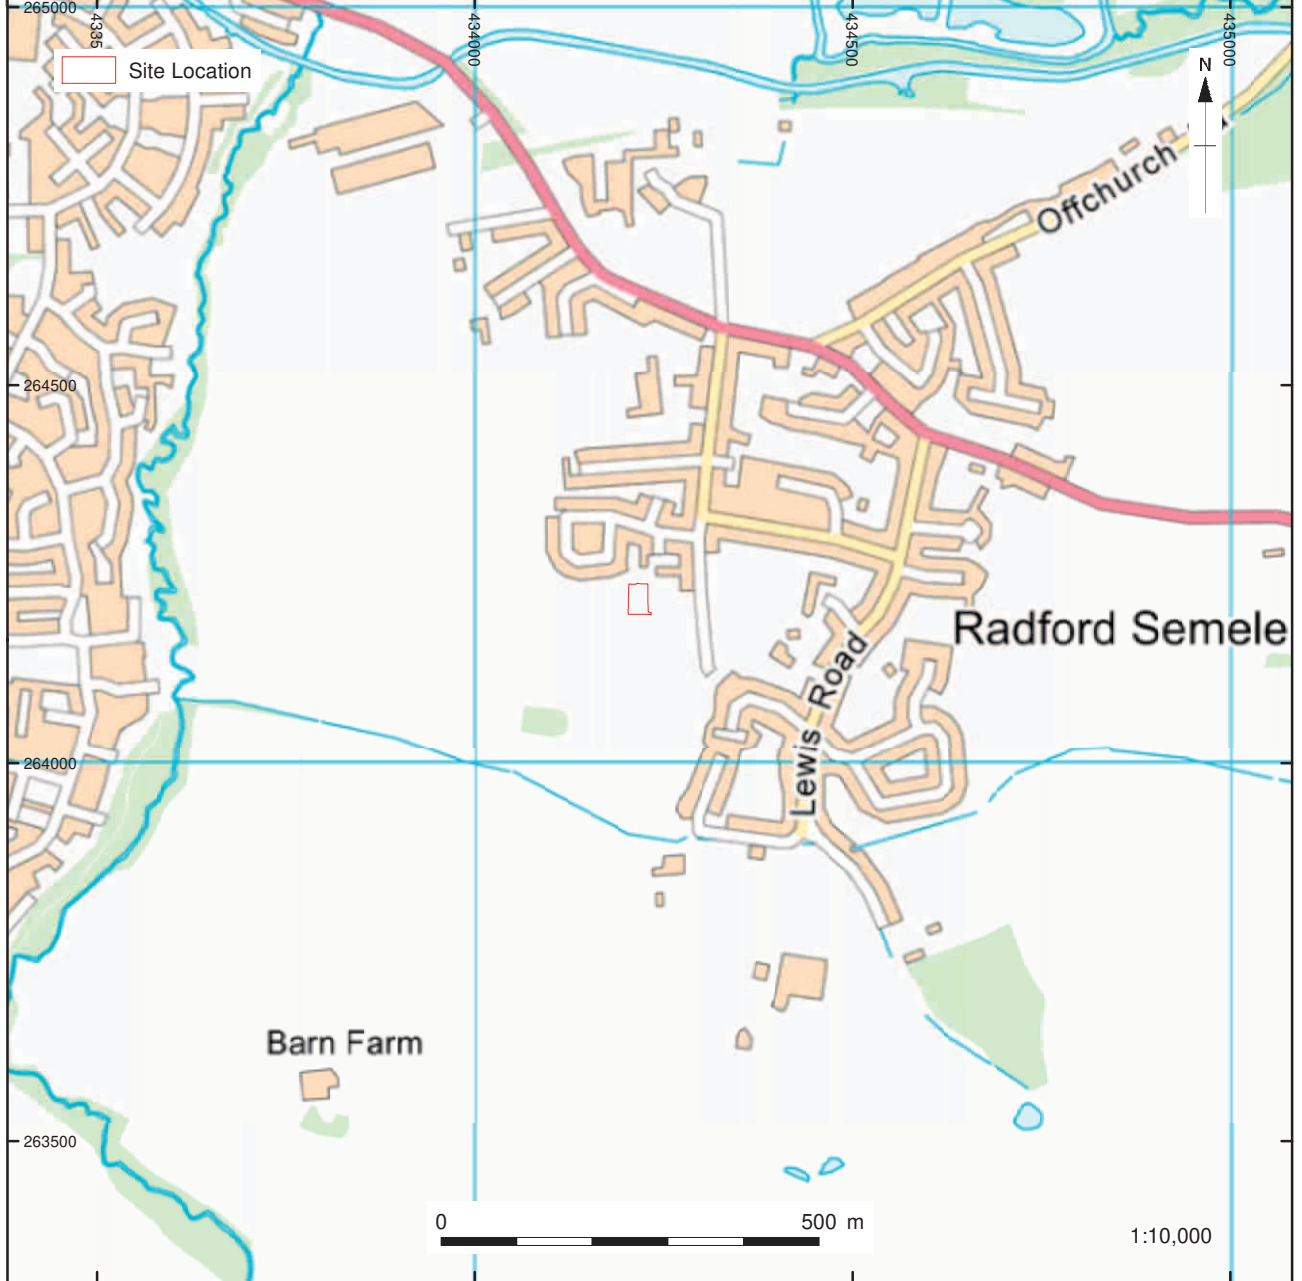 265000
4335
434000
434500
435000
Site Location
N
Offchurch
264500
Radford Semele
Lewis Road
264000
Barn Farm
263500
0 500 m
1:10,000